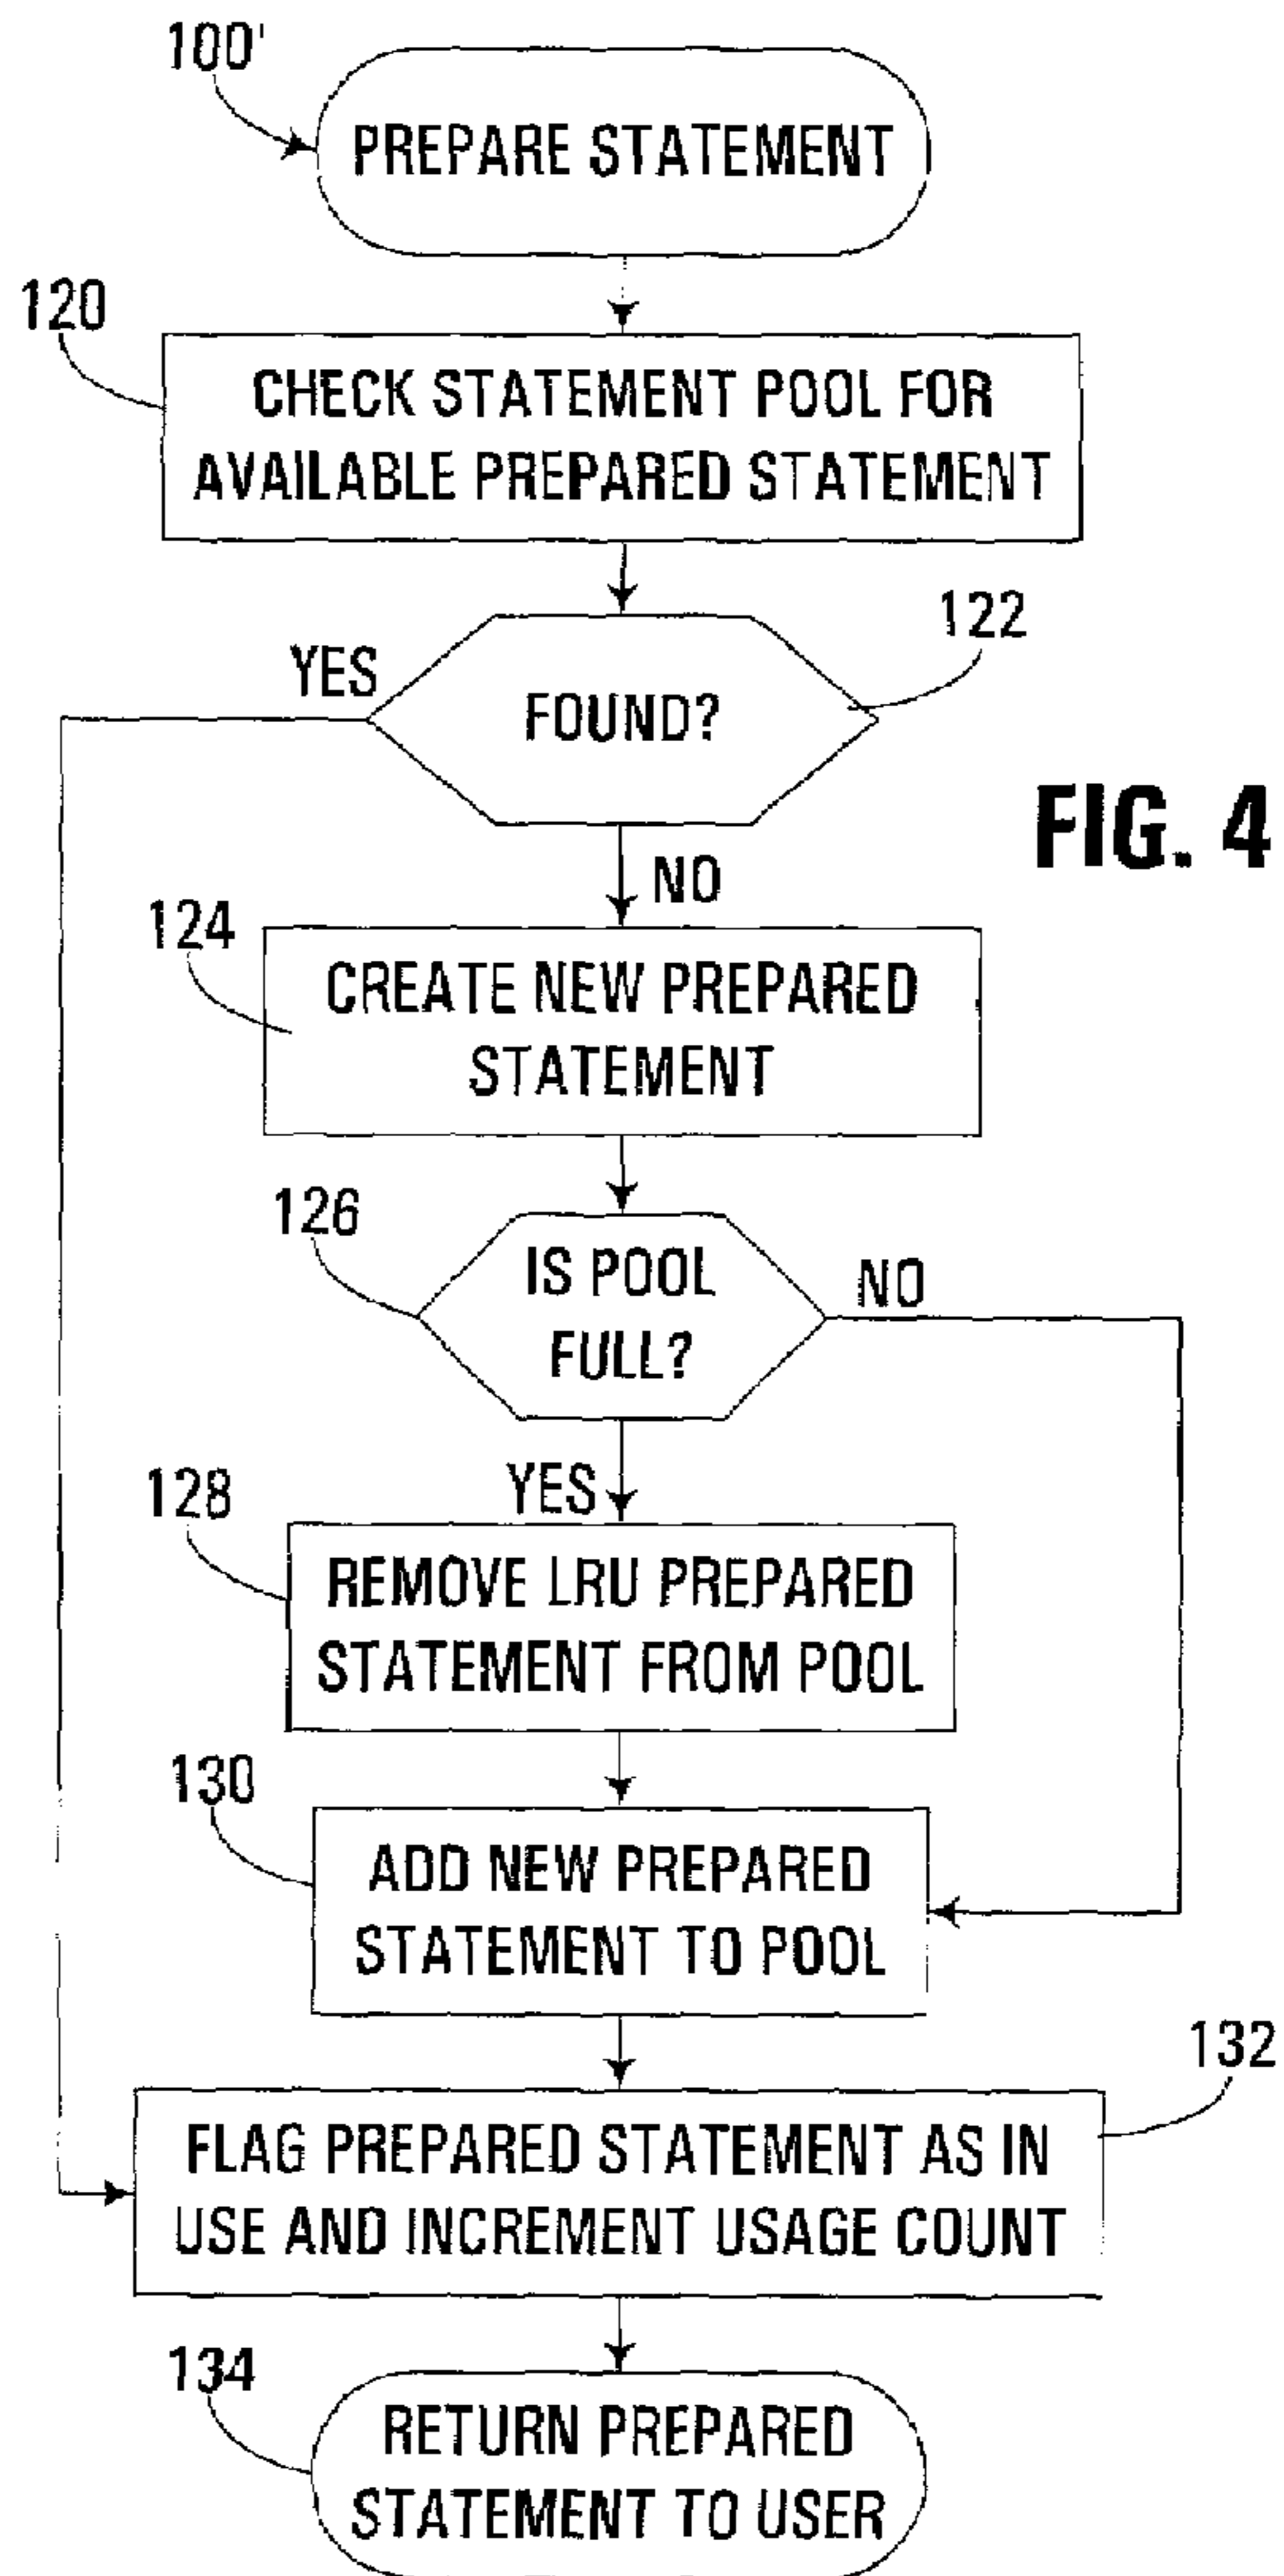 100'
PREPARE STATEMENT
120
CHECK STATEMENT POOL FOR
AVAILABLE PREPARED STATEMENT
122
YES
FOUND?
FIG. 4
NO
124
CREATE NEW PREPARED
STATEMENT
126
IS POOL
FULL?
NO
YES
128
REMOVE LRU PREPARED
STATEMENT FROM POOL
130
ADD NEW PREPARED
STATEMENT TO POOL
132
FLAG PREPARED STATEMENT AS IN
USE AND INCREMENT USAGE COUNT
134
RETURN PREPARED
STATEMENT TO USER